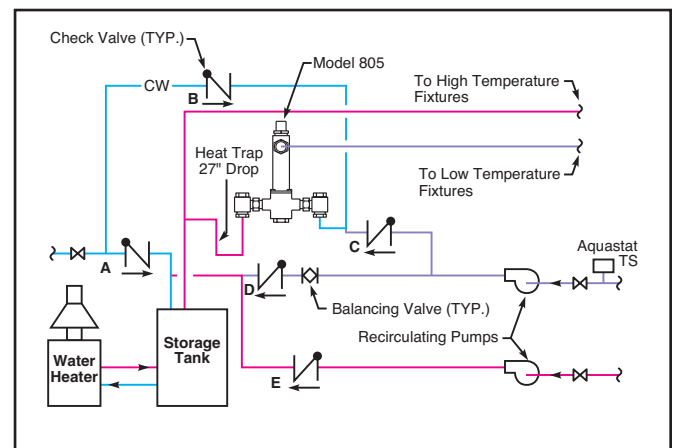 Check Valve (TYP.)
Model 805
CW
B
To High Temperature
Fixtures
Heat Trap
27" Drop
To Low Temperature
Fixtures
A
C
Aquastat
TS
D
Balancing Valve (TYP.)
Recirculating Pumps
Storage
Tank
Water
Heater
E